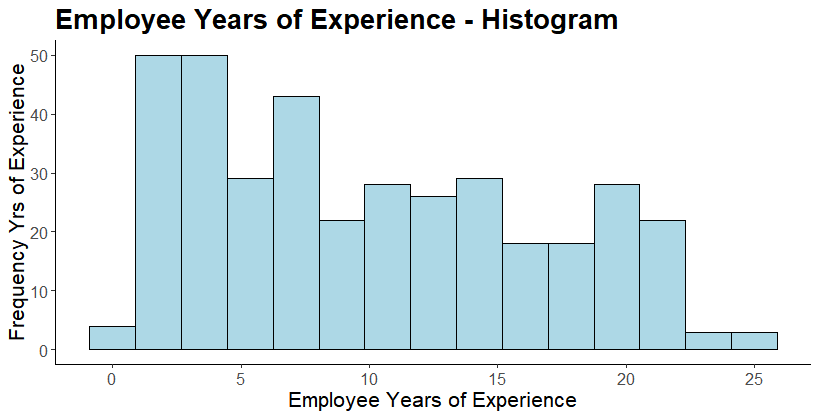 Employee Years of Experience - Histogram
Frequency Yrs of Experience
50
40
30
20
10
0
0 5 10 15 20 25
Employee Years of Experience